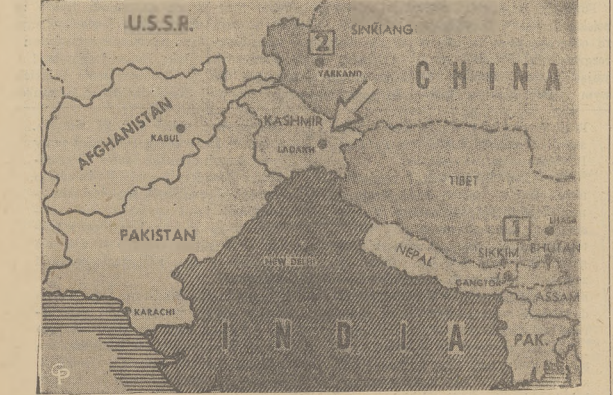 U.S.S.R.
2
SINKIANG
YARKAND
CHINA
AFGHANISTAN
KABUL
KASHMIR
LADAKH
TIBET
1
LHASA
PAKISTAN
NEPAL
SIKKIM
BHUTAN
NEW DELHI
GANGTOK
ASSAM
KARACHI
INDIA
PAK.
CP